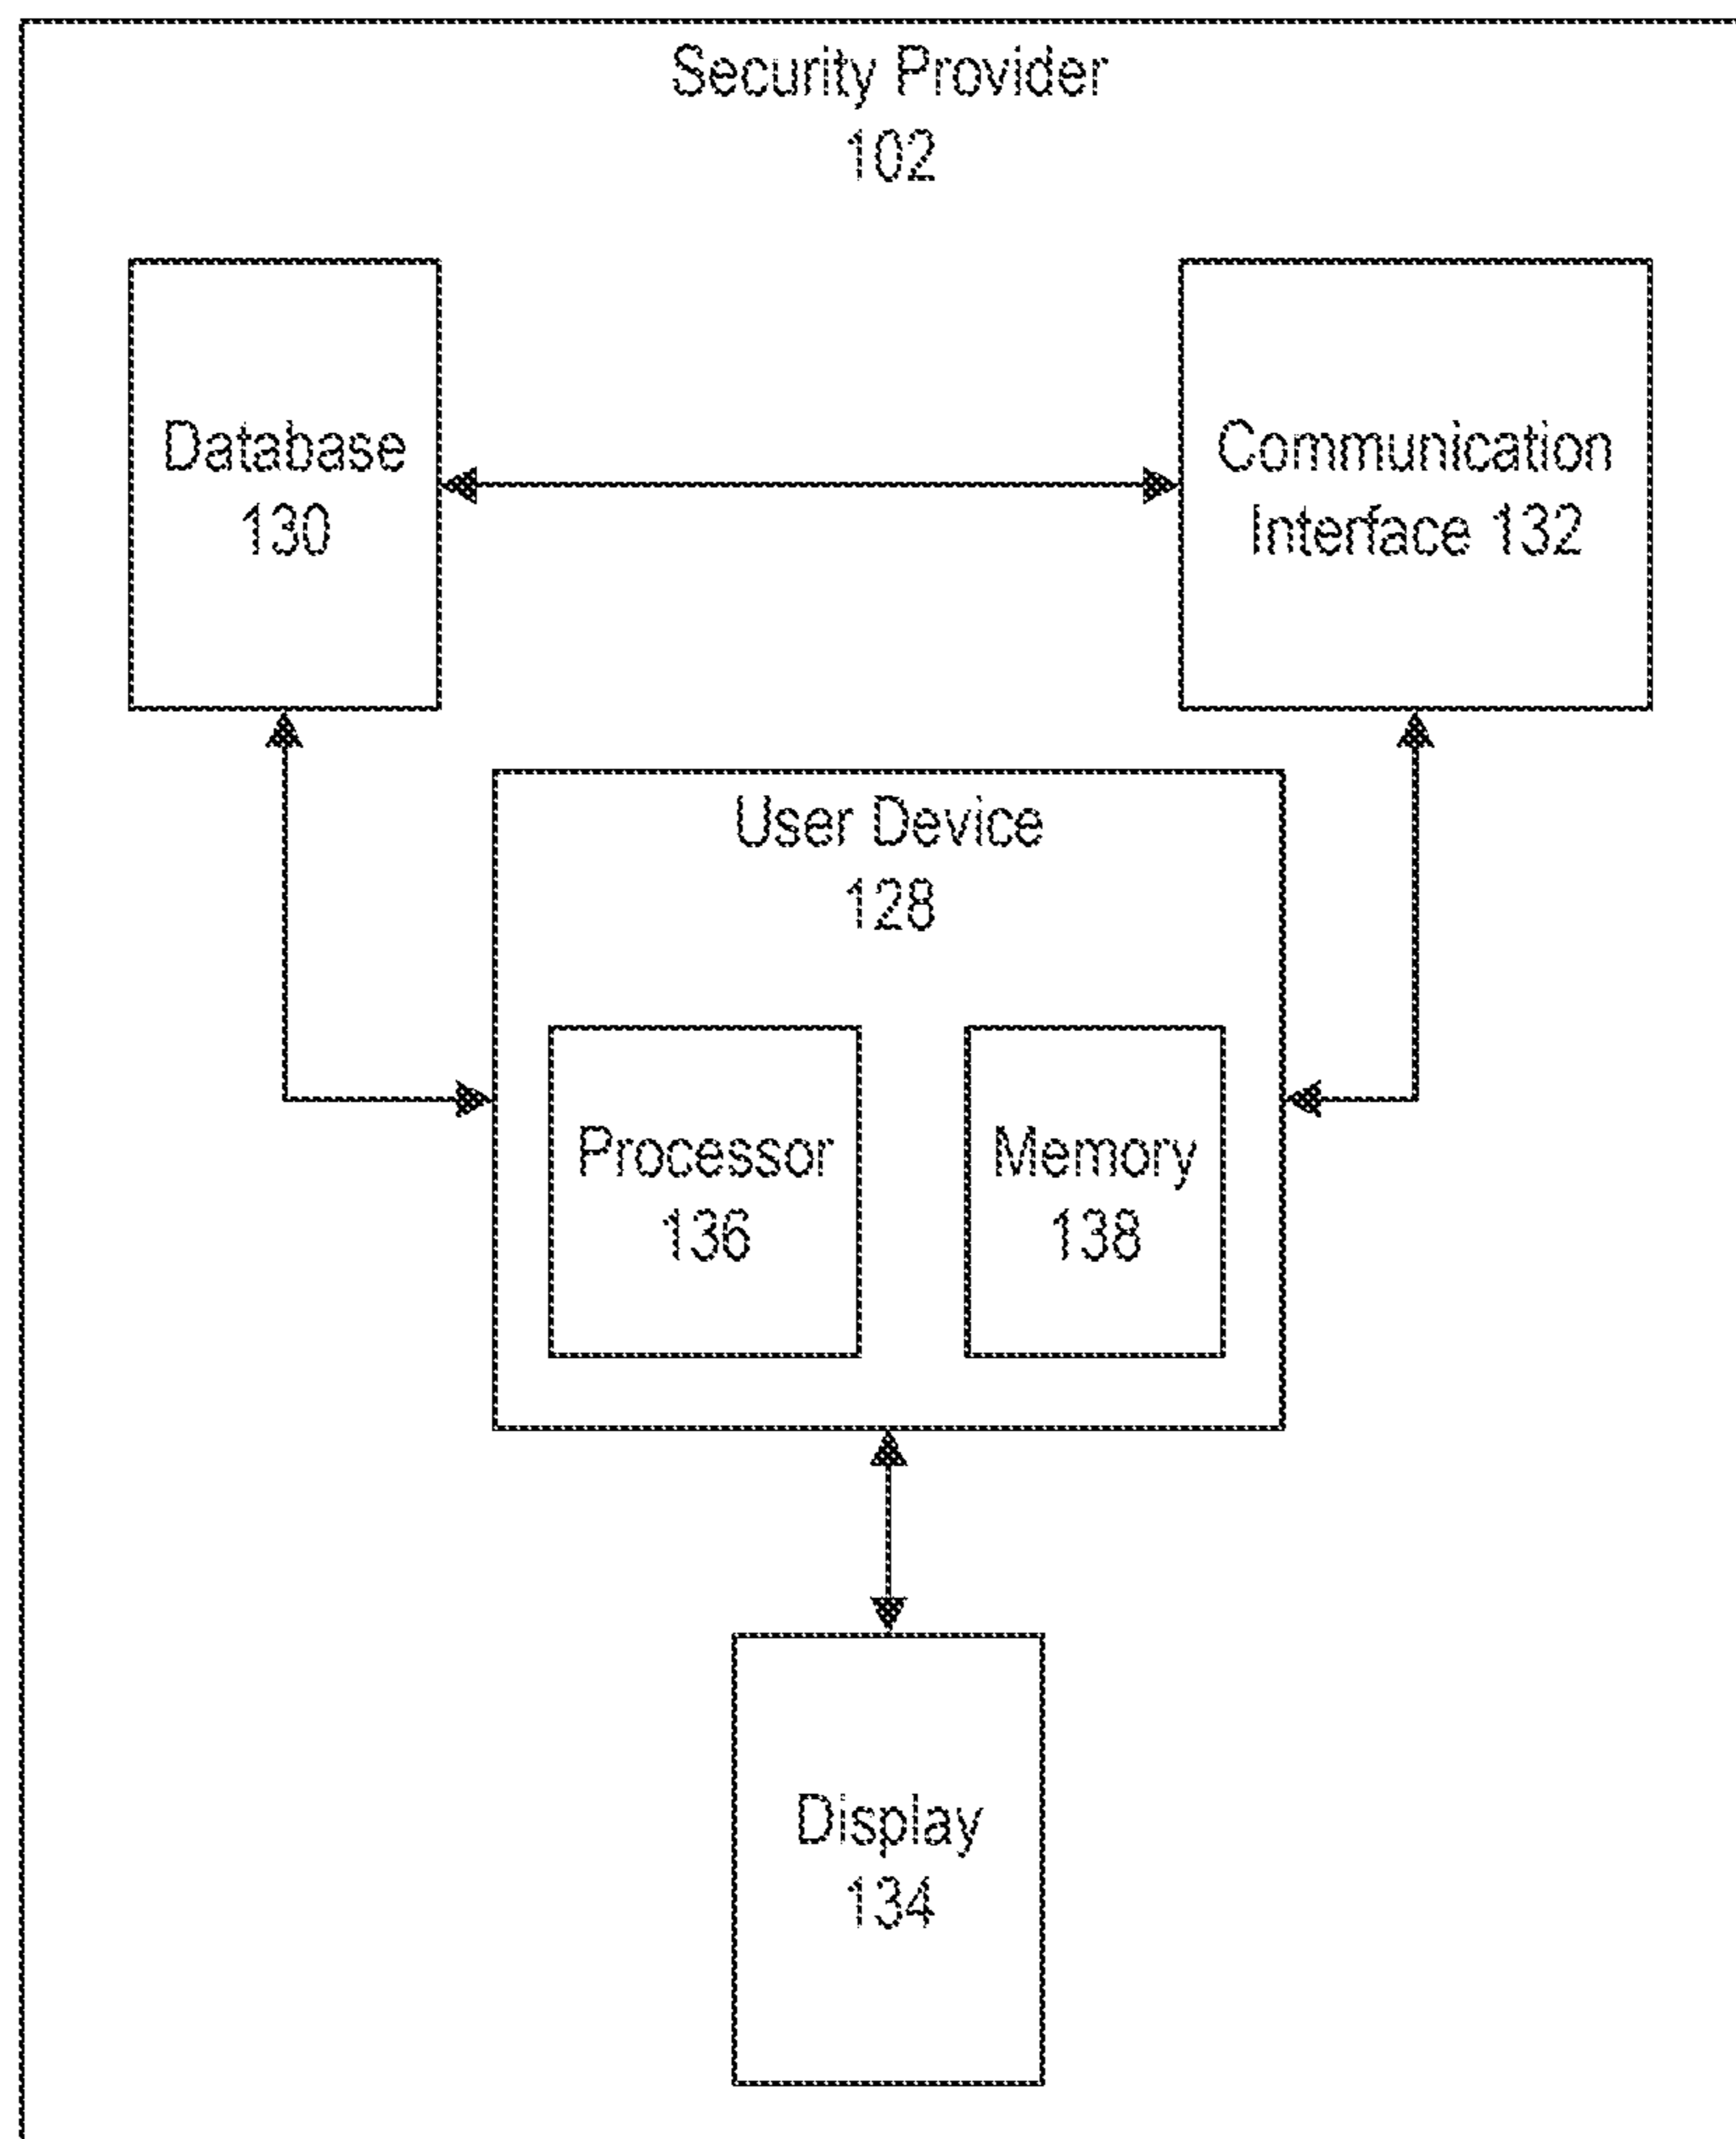 Security Provider
102
Database
130
Communication
Interface 132
User Device
128
Processor
136
Memory
138
Display
134